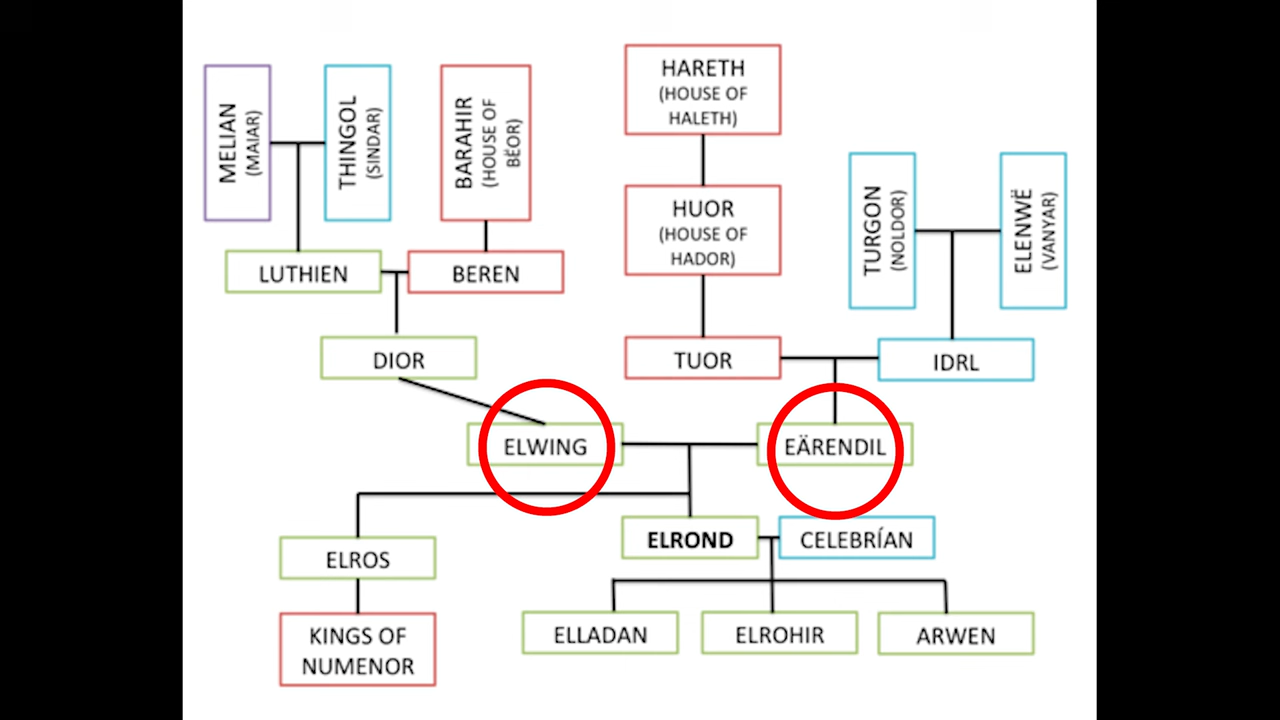 HARETH
(HOUSE OF
HALETH)
MELIAN
(MAIAR)
THINGOL
(SINDAR)
BARAHIR
(HOUSE OF
BËOR)
HUOR
(HOUSE OF
HADOR)
TURGON
(NOLDOR)
ELENWË
(VANYAR)
LUTHIEN
BEREN
DIOR
TUOR
IDRL
ELWING
EÄRENDIL
ELROND
CELEBRÍAN
ELROS
KINGS OF
NUMENOR
ELLADAN
ELROHIR
ARWEN